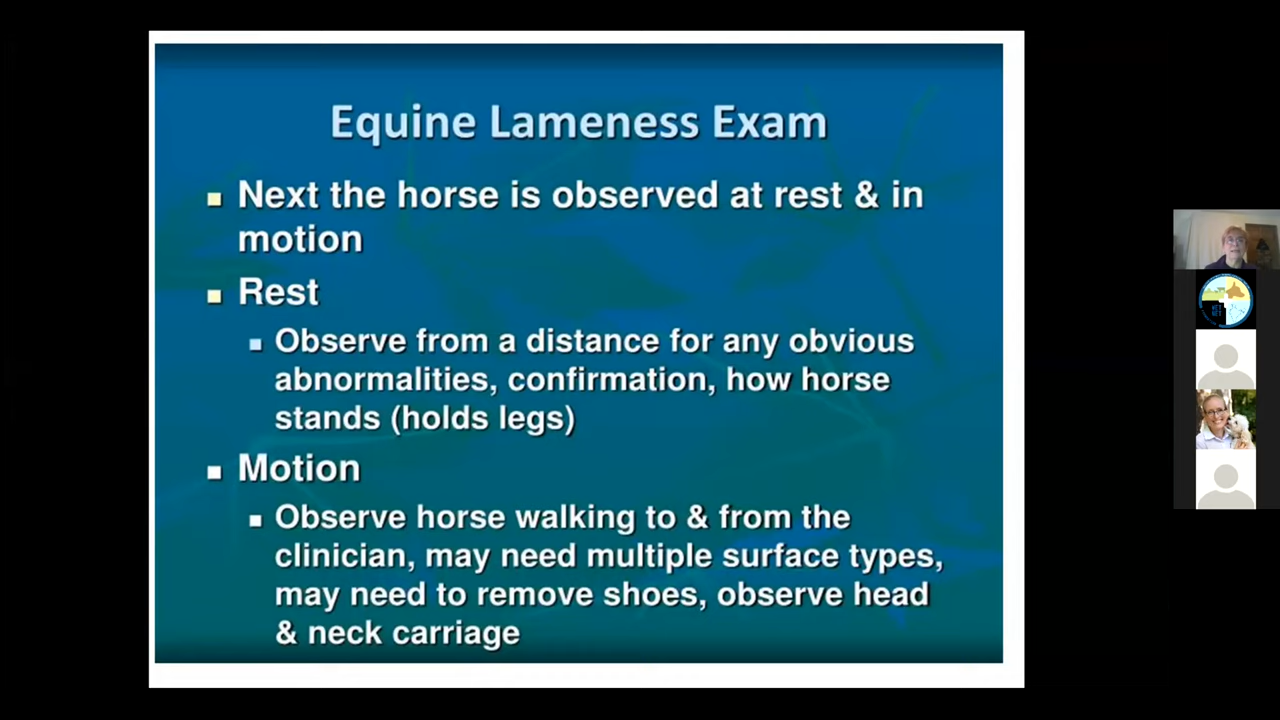 Equine Lameness Exam
Next the horse is observed at rest & in
motion
Rest
Observe from a distance for any obvious
abnormalities, confirmation, how horse
stands (holds legs)
Motion
Observe horse walking to & from the
clinician, may need multiple surface types,
may need to remove shoes, observe head
& neck carriage